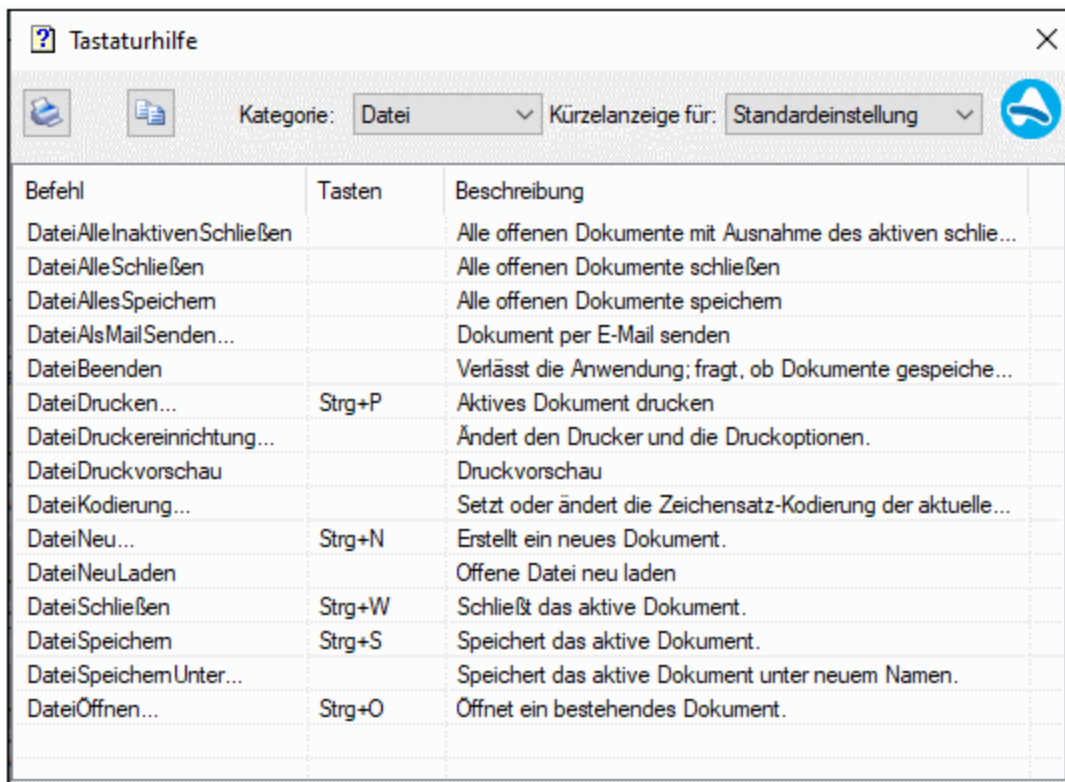 Tastaturhilfe
Kategorie: Datei Kürzelanzeige für: Standardeinstellung
Befehl Tasten Beschreibung
DateiAlleInaktivenSchließen Alle offenen Dokumente mit Ausnahme des aktiven schlie...
DateiAlleSchließen Alle offenen Dokumente schließen
DateiAllesSpeichern Alle offenen Dokumente speichern
DateiAlsMailSenden... Dokument per E-Mail senden
DateiBeenden Verlässt die Anwendung; fragt, ob Dokumente gespeiche...
DateiDrucken... Strg+P Aktives Dokument drucken
DateiDruckereinrichtung... Ändert den Drucker und die Druckoptionen.
DateiDruckvorschau Druckvorschau
DateiKodierung... Setzt oder ändert die Zeichensatz-Kodierung der aktuelle...
DateiNeu... Strg+N Erstellt ein neues Dokument.
DateiNeuLaden Offene Datei neu laden
DateiSchließen Strg+W Schließt das aktive Dokument.
DateiSpeichern Strg+S Speichert das aktive Dokument.
DateiSpeichernUnter... Speichert das aktive Dokument unter neuem Namen.
DateiÖffnen... Strg+O Öffnet ein bestehendes Dokument.